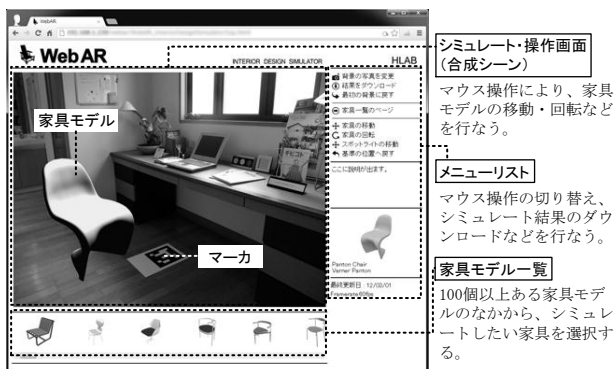 WebAR
WebAR
INTERIOR DESIGN SIMULATOR
HLAB
背景の写真を変更
結果をダウンロード
最初の背景に戻す
家具一覧のページ
家具の移動
家具の回転
スポットライトの移動
基準の位置へ戻す
ここに説明が出ます。
Panton Chair
Verner Panton
最終更新日 12/03/01
家具モデル
マーカ
シミュレート・操作画面
(合成シーン)
マウス操作により、家具
モデルの移動・回転など
を行なう。
メニューリスト
マウス操作の切り替え、
シミュレート結果のダウ
ンロードなどを行なう。
家具モデル一覧
100個以上ある家具モデ
ルのなかから、シミュレ
ートしたい家具を選択す
る。